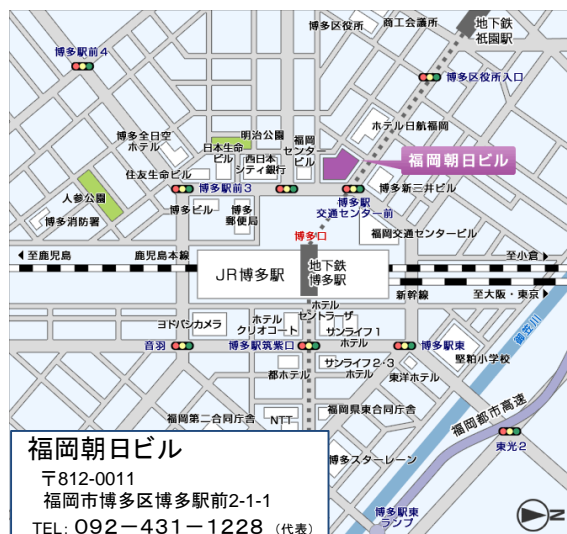 地下鉄
祇園駅
商工会議所
博多区役所
博多駅前4
博多区役所入口
ホテル日航福岡
博多全日空
ホテル
日本生命
ビル
明治公園
西日本
シティ銀行
福岡
センター
ビル
福岡朝日ビル
住友生命ビル
博多駅前3
博多駅
交通センター前
博多新三井ビル
人参公園
博多消防署
博多ビル
博多
郵便局
博多口
福岡交通センタービル
至鹿児島
鹿児島本線
至小倉
JR博多駅
地下鉄
博多駅
新幹線
至大阪・東京
御笠川
ヨドバシカメラ
ホテル
クリオコート
ホテル
セントラーザ
サンライフ1
ホテル
音羽
博多駅筑紫口
博多駅東
堅粕小学校
都ホテル
サンライフ2・3
ホテル
東洋ホテル
福岡第二合同庁舎
NTT
福岡県東合同庁舎
福岡都市高速
東光2
博多スターレーン
博多駅東
ランプ
N
福岡朝日ビル
〒812-0011
福岡市博多区博多駅前2-1-1
TEL: 092-431-1228 (代表)